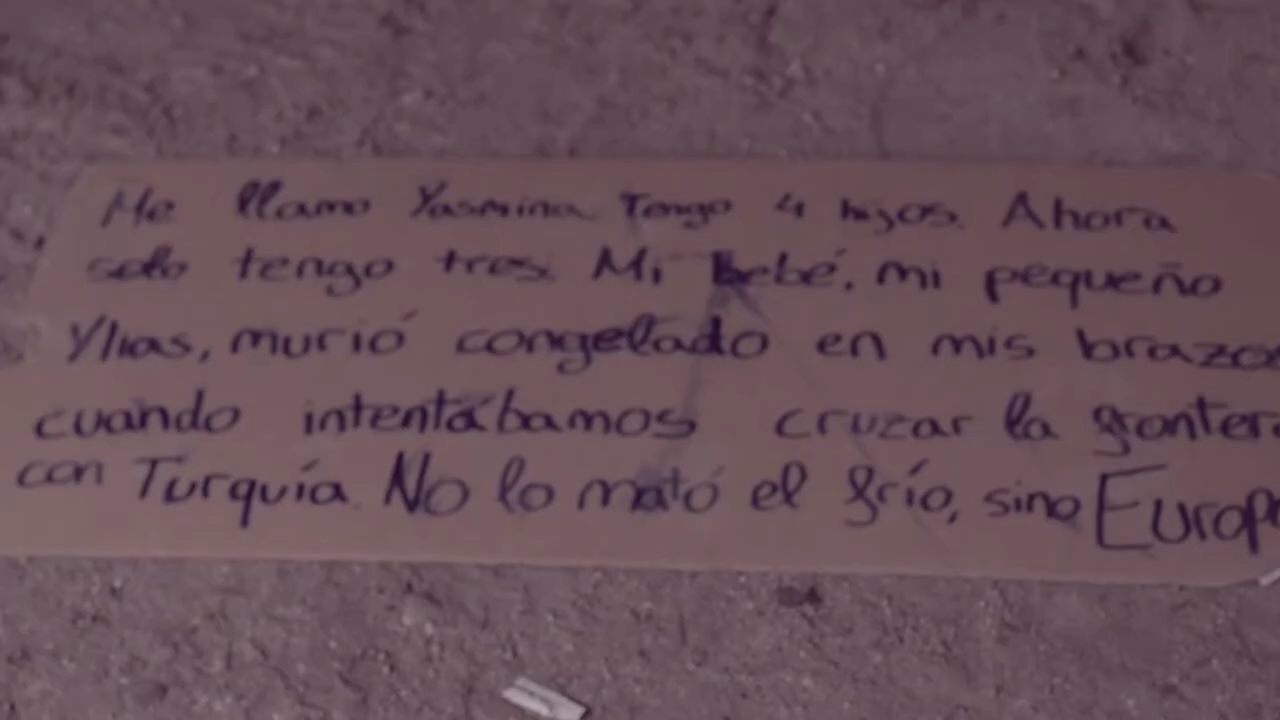 Me llamo Yasmina. Tengo 4 hijos. Ahora
solo tengo tres. Mi bebé, mi pequeño
Ylias, murió congelado en mis brazos
cuando intentábamos cruzar la fronter
con Turquía. No lo mató el frío, sino Europ